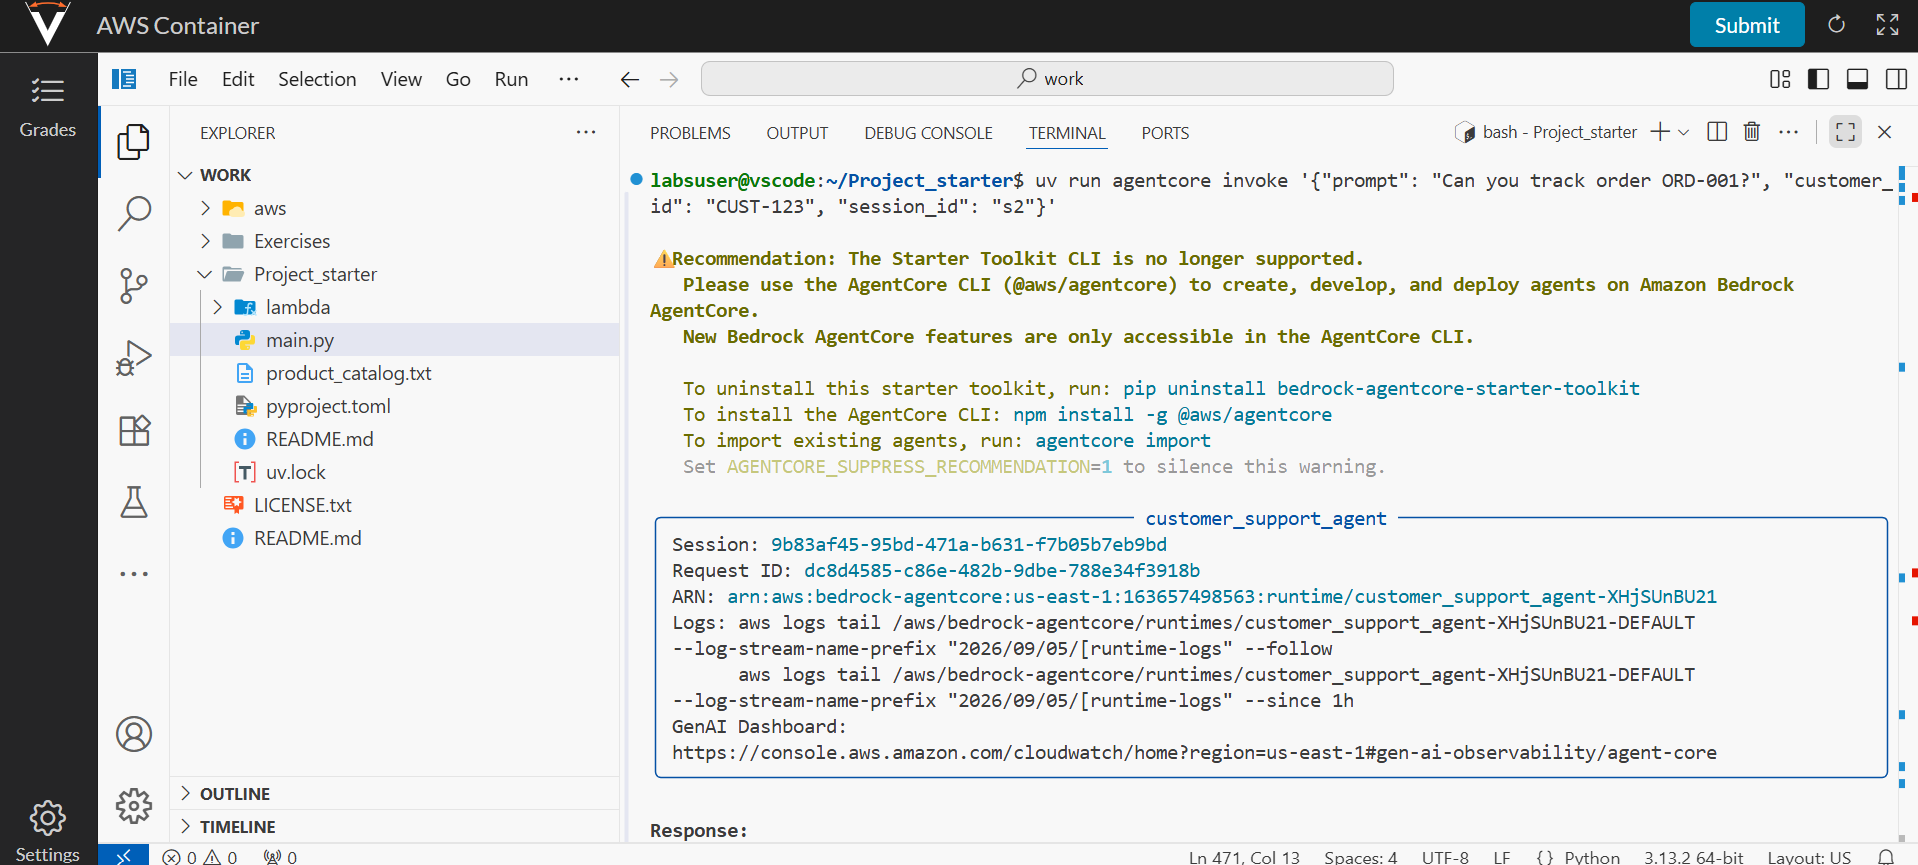 AWS Container
Submit
Grades
File Edit Selection View Go Run ···
work
EXPLORER
WORK
aws
Exercises
Project_starter
lambda
main.py
product_catalog.txt
pyproject.toml
README.md
uv.lock
LICENSE.txt
README.md
OUTLINE
TIMELINE
Settings
PROBLEMS OUTPUT DEBUG CONSOLE TERMINAL PORTS
bash - Project_starter
labsuser@vscode:~/Project_starter$ uv run agentcore invoke '{"prompt": "Can you track order ORD-001?", "customer_
id": "CUST-123", "session_id": "s2"}'
⚠️Recommendation: The Starter Toolkit CLI is no longer supported.
Please use the AgentCore CLI (@aws/agentcore) to create, develop, and deploy agents on Amazon Bedrock
AgentCore.
New Bedrock AgentCore features are only accessible in the AgentCore CLI.
To uninstall this starter toolkit, run: pip uninstall bedrock-agentcore-starter-toolkit
To install the AgentCore CLI: npm install -g @aws/agentcore
To import existing agents, run: agentcore import
Set AGENTCORE_SUPPRESS_RECOMMENDATION=1 to silence this warning.
customer_support_agent
Session: 9b83af45-95bd-471a-b631-f7b05b7eb9bd
Request ID: dc8d4585-c86e-482b-9dbe-788e34f3918b
ARN: arn:aws:bedrock-agentcore:us-east-1:163657498563:runtime/customer_support_agent-XHjSUnBU21
Logs: aws logs tail /aws/bedrock-agentcore/runtimes/customer_support_agent-XHjSUnBU21-DEFAULT
--log-stream-name-prefix "2026/09/05/[runtime-logs" --follow
aws logs tail /aws/bedrock-agentcore/runtimes/customer_support_agent-XHjSUnBU21-DEFAULT
--log-stream-name-prefix "2026/09/05/[runtime-logs" --since 1h
GenAI Dashboard:
https://console.aws.amazon.com/cloudwatch/home?region=us-east-1#gen-ai-observability/agent-core
Response:
0 0 0
Ln 471, Col 13 Spaces: 4 UTF-8 LF {} Python 3.13.2 64-bit Layout: US